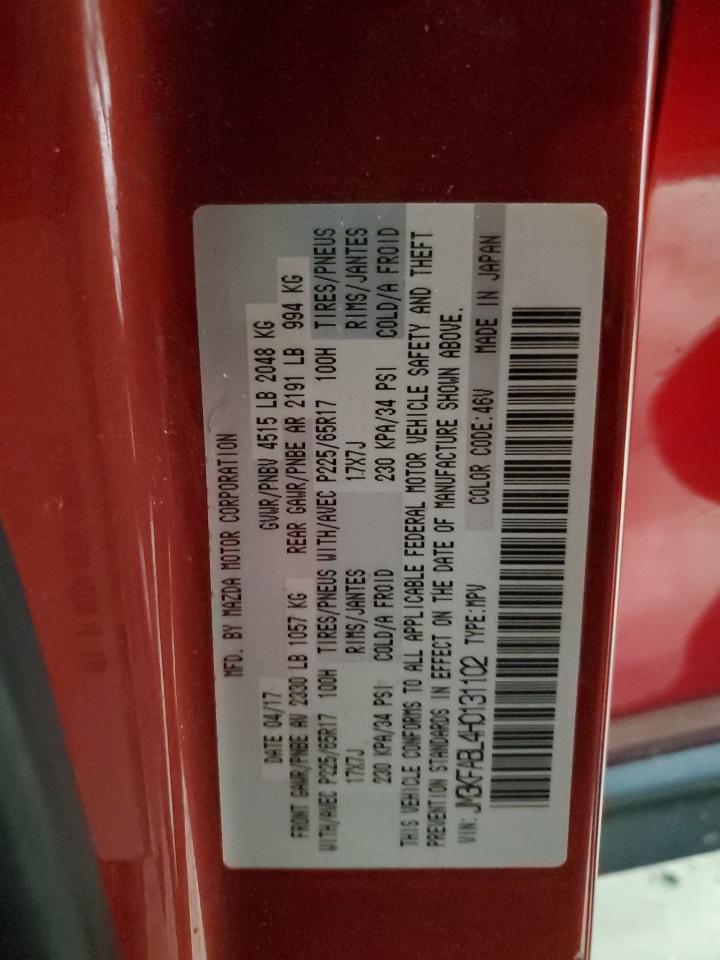 MFD. BY MAZDA MOTOR CORPORATION
DATE 04/17 GVWR/PNBV 4515 LB 2048 KG
FRONT GAWR/PNBE AV 2330 LB 1057 KG REAR GAWR/PNBE AR 2191 LB 994 KG
WITH/AVEC P225/65R17 100H TIRES/PNEUS WITH/AVEC P225/65R17 100H TIRES/PNEUS
17X7J RIMS/JANTES 17X7J RIMS/JANTES
230 KPA/34 PSI COLD/A FROID 230 KPA/34 PSI COLD/A FROID
THIS VEHICLE CONFORMS TO ALL APPLICABLE FEDERAL MOTOR VEHICLE SAFETY AND THEFT
PREVENTION STANDARDS IN EFFECT ON THE DATE OF MANUFACTURE SHOWN ABOVE.
VIN: JM3KFABL4H0131102 TYPE:MPV COLOR CODE:46V MADE IN JAPAN